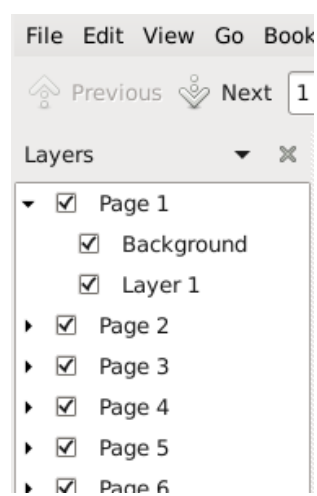 File Edit View Go Book
Previous Next 1
Layers
Page 1
Background
Layer 1
Page 2
Page 3
Page 4
Page 5
Page 6